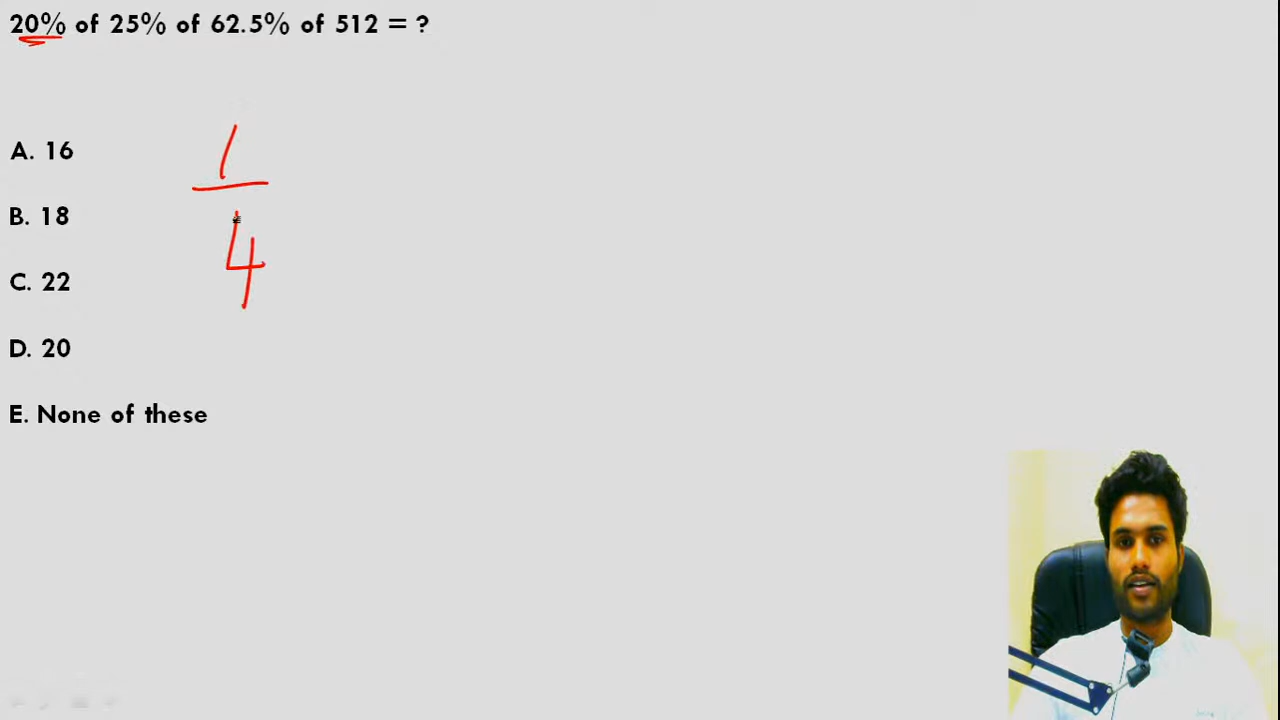 20% of 25% of 62.5% of 512 = ?
A. 16
B. 18
C. 22
D. 20
E. None of these
1
4